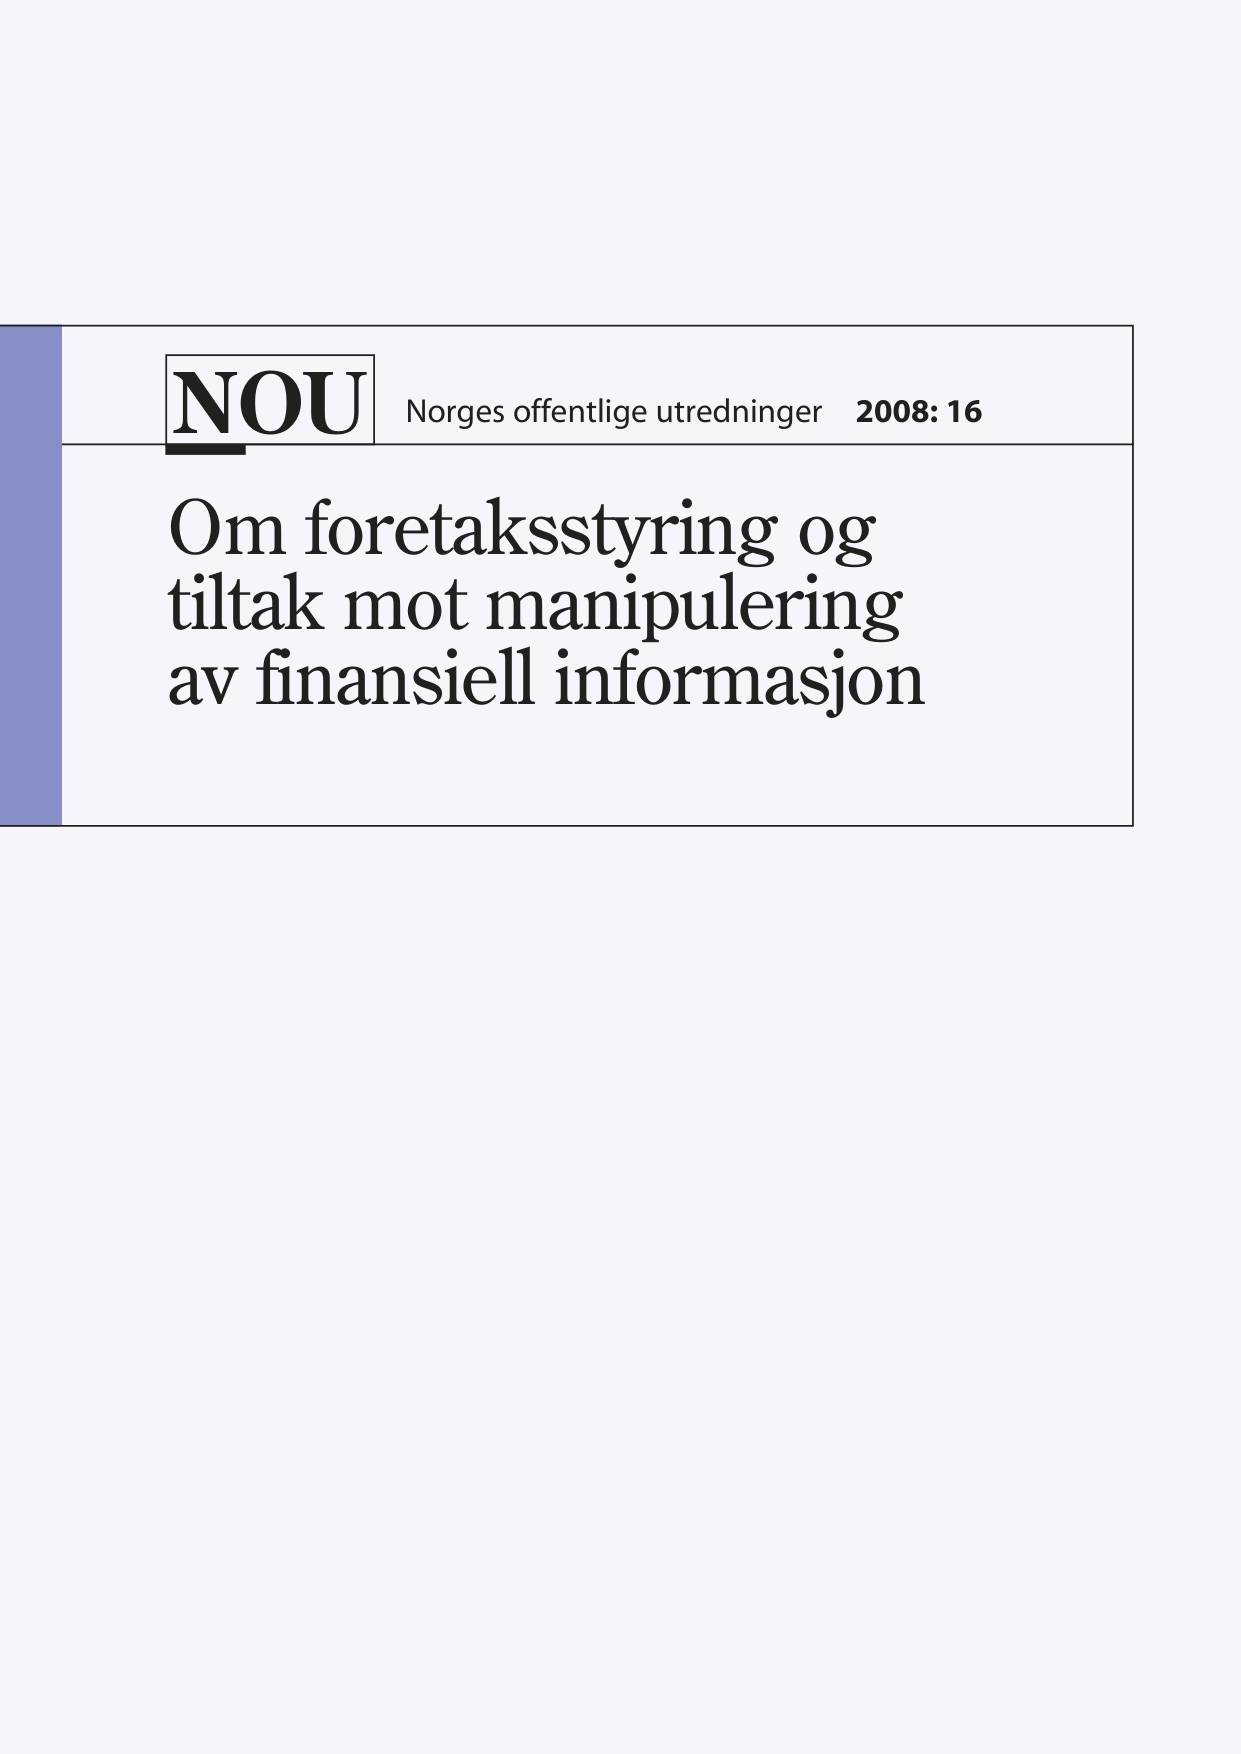 NOU Norges offentlige utredninger 2008: 16
Om foretaksstyring og
tiltak mot manipulering
av finansiell informasjon